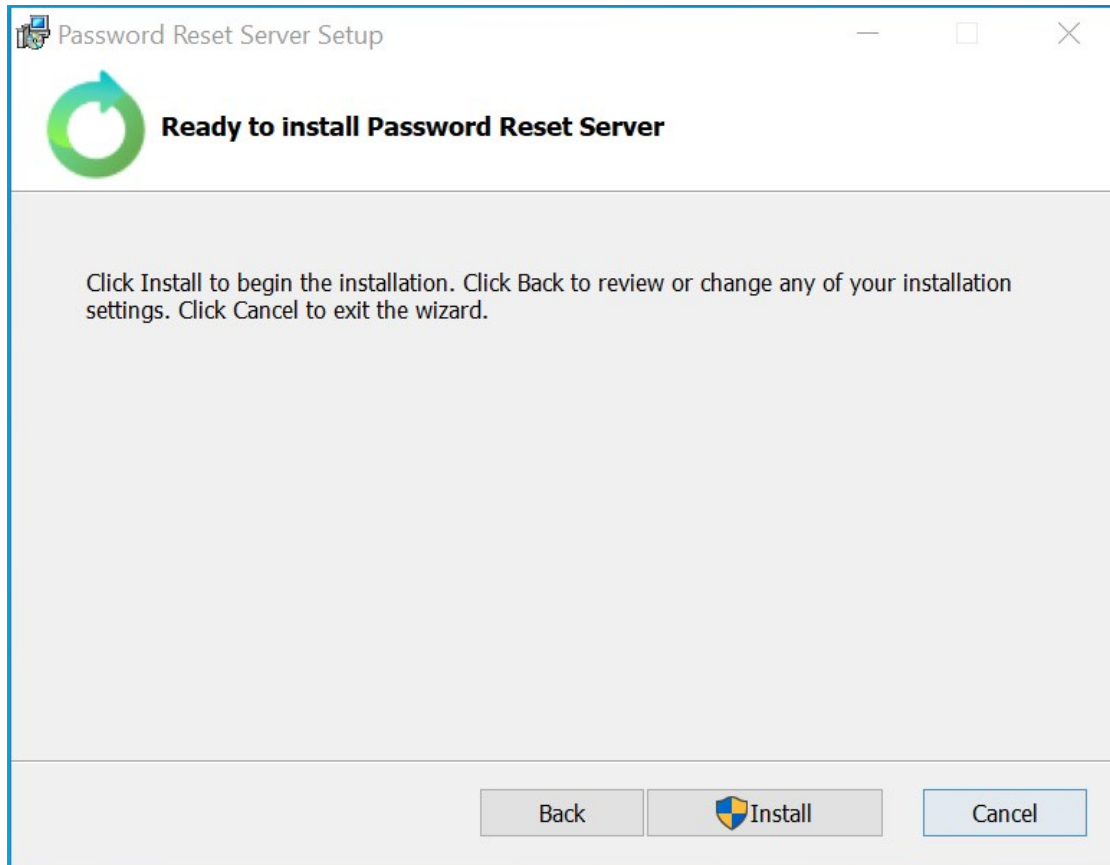 Password Reset Server Setup
Ready to install Password Reset Server
Click Install to begin the installation. Click Back to review or change any of your installation
settings. Click Cancel to exit the wizard.
Back
Install
Cancel